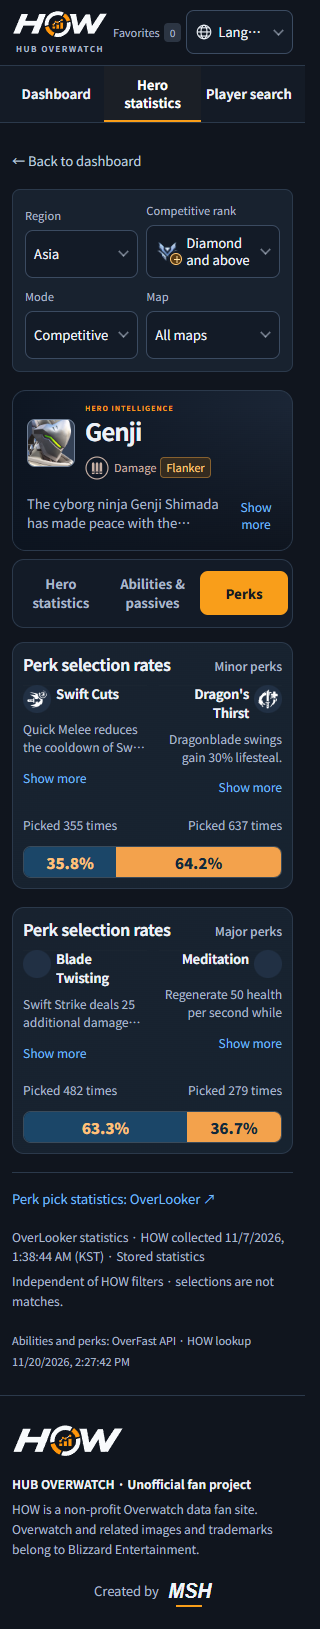 HOW
HUB OVERWATCH
Favorites 0
Lang···
Dashboard
Hero
statistics
Player search
← Back to dashboard
Region
Competitive rank
Asia
Diamond
and above
Mode
Map
Competitive
All maps
HERO INTELLIGENCE
Genji
Damage Flanker
The cyborg ninja Genji Shimada
has made peace with the···
Show
more
Hero
statistics
Abilities &
passives
Perks
Perk selection rates
Minor perks
Swift Cuts
Quick Melee reduces
the cooldown of Sw···
Show more
Dragon's
Thirst
Dragonblade swings
gain 30% lifesteal.
Show more
Picked 355 times
Picked 637 times
35.8%
64.2%
Perk selection rates
Major perks
Blade
Twisting
Swift Strike deals 25
additional damage···
Show more
Meditation
Regenerate 50 health
per second while
Show more
Picked 482 times
Picked 279 times
63.3%
36.7%
Perk pick statistics: OverLooker ↗
OverLooker statistics · HOW collected 11/7/2026,
1:38:44 AM (KST) · Stored statistics
Independent of HOW filters · selections are not
matches.
Abilities and perks: OverFast API · HOW lookup
11/20/2026, 2:27:42 PM
HOW
HUB OVERWATCH · Unofficial fan project
HOW is a non-profit Overwatch data fan site.
Overwatch and related images and trademarks
belong to Blizzard Entertainment.
Created by MSH